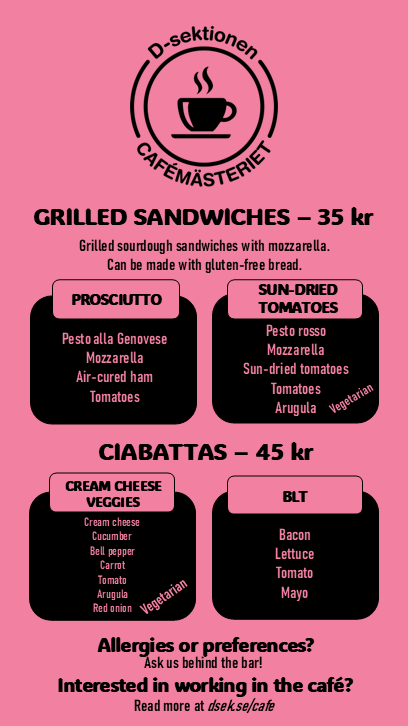 D-sektionen
CAFÉMÄSTERIET
GRILLED SANDWICHES – 35 kr
Grilled sourdough sandwiches with mozzarella.
Can be made with gluten-free bread.
PROSCIUTTO
Pesto alla Genovese
Mozzarella
Air-cured ham
Tomatoes
SUN-DRIED
TOMATOES
Pesto rosso
Mozzarella
Sun-dried tomatoes
Tomatoes
Arugula
Vegetarian
CIABATTAS – 45 kr
CREAM CHEESE
VEGGIES
Cream cheese
Cucumber
Bell pepper
Carrot
Tomato
Arugula
Red onion
Vegetarian
BLT
Bacon
Lettuce
Tomato
Mayo
Allergies or preferences?
Ask us behind the bar!
Interested in working in the café?
Read more at dsek.se/cafe